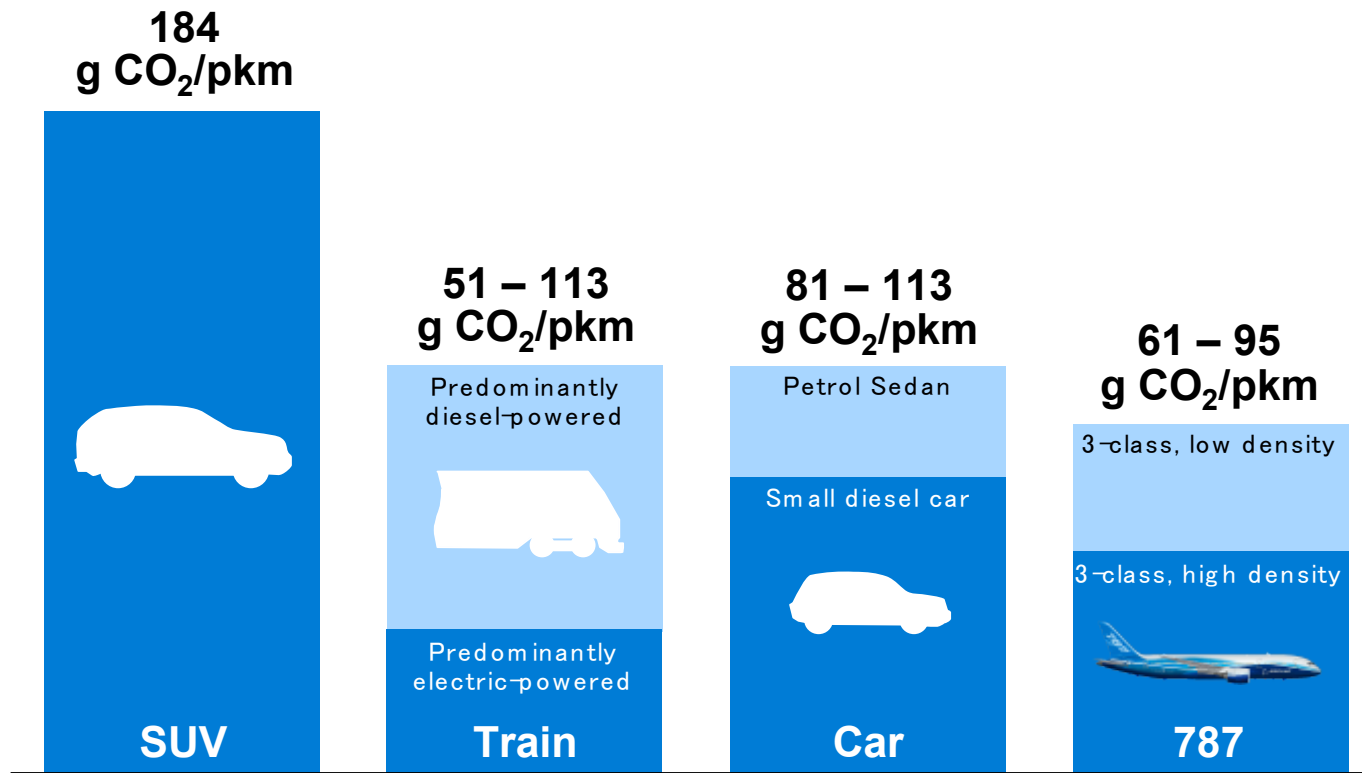 184
g CO₂/pkm
51 – 113
g CO₂/pkm
81 – 113
g CO₂/pkm
61 – 95
g CO₂/pkm
Predominantly
diesel-powered
Predominantly
electric-powered
Petrol Sedan
Small diesel car
3-class, low density
3-class, high density
787
SUV
Train
Car
787